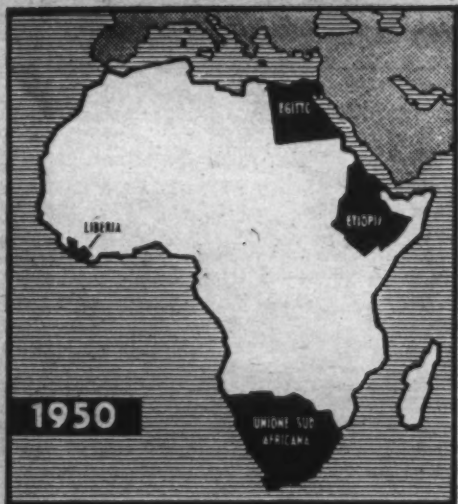 EGITTO
ETIOPIA
LIBERIA
1950
UNIONE SUD
AFRICANA